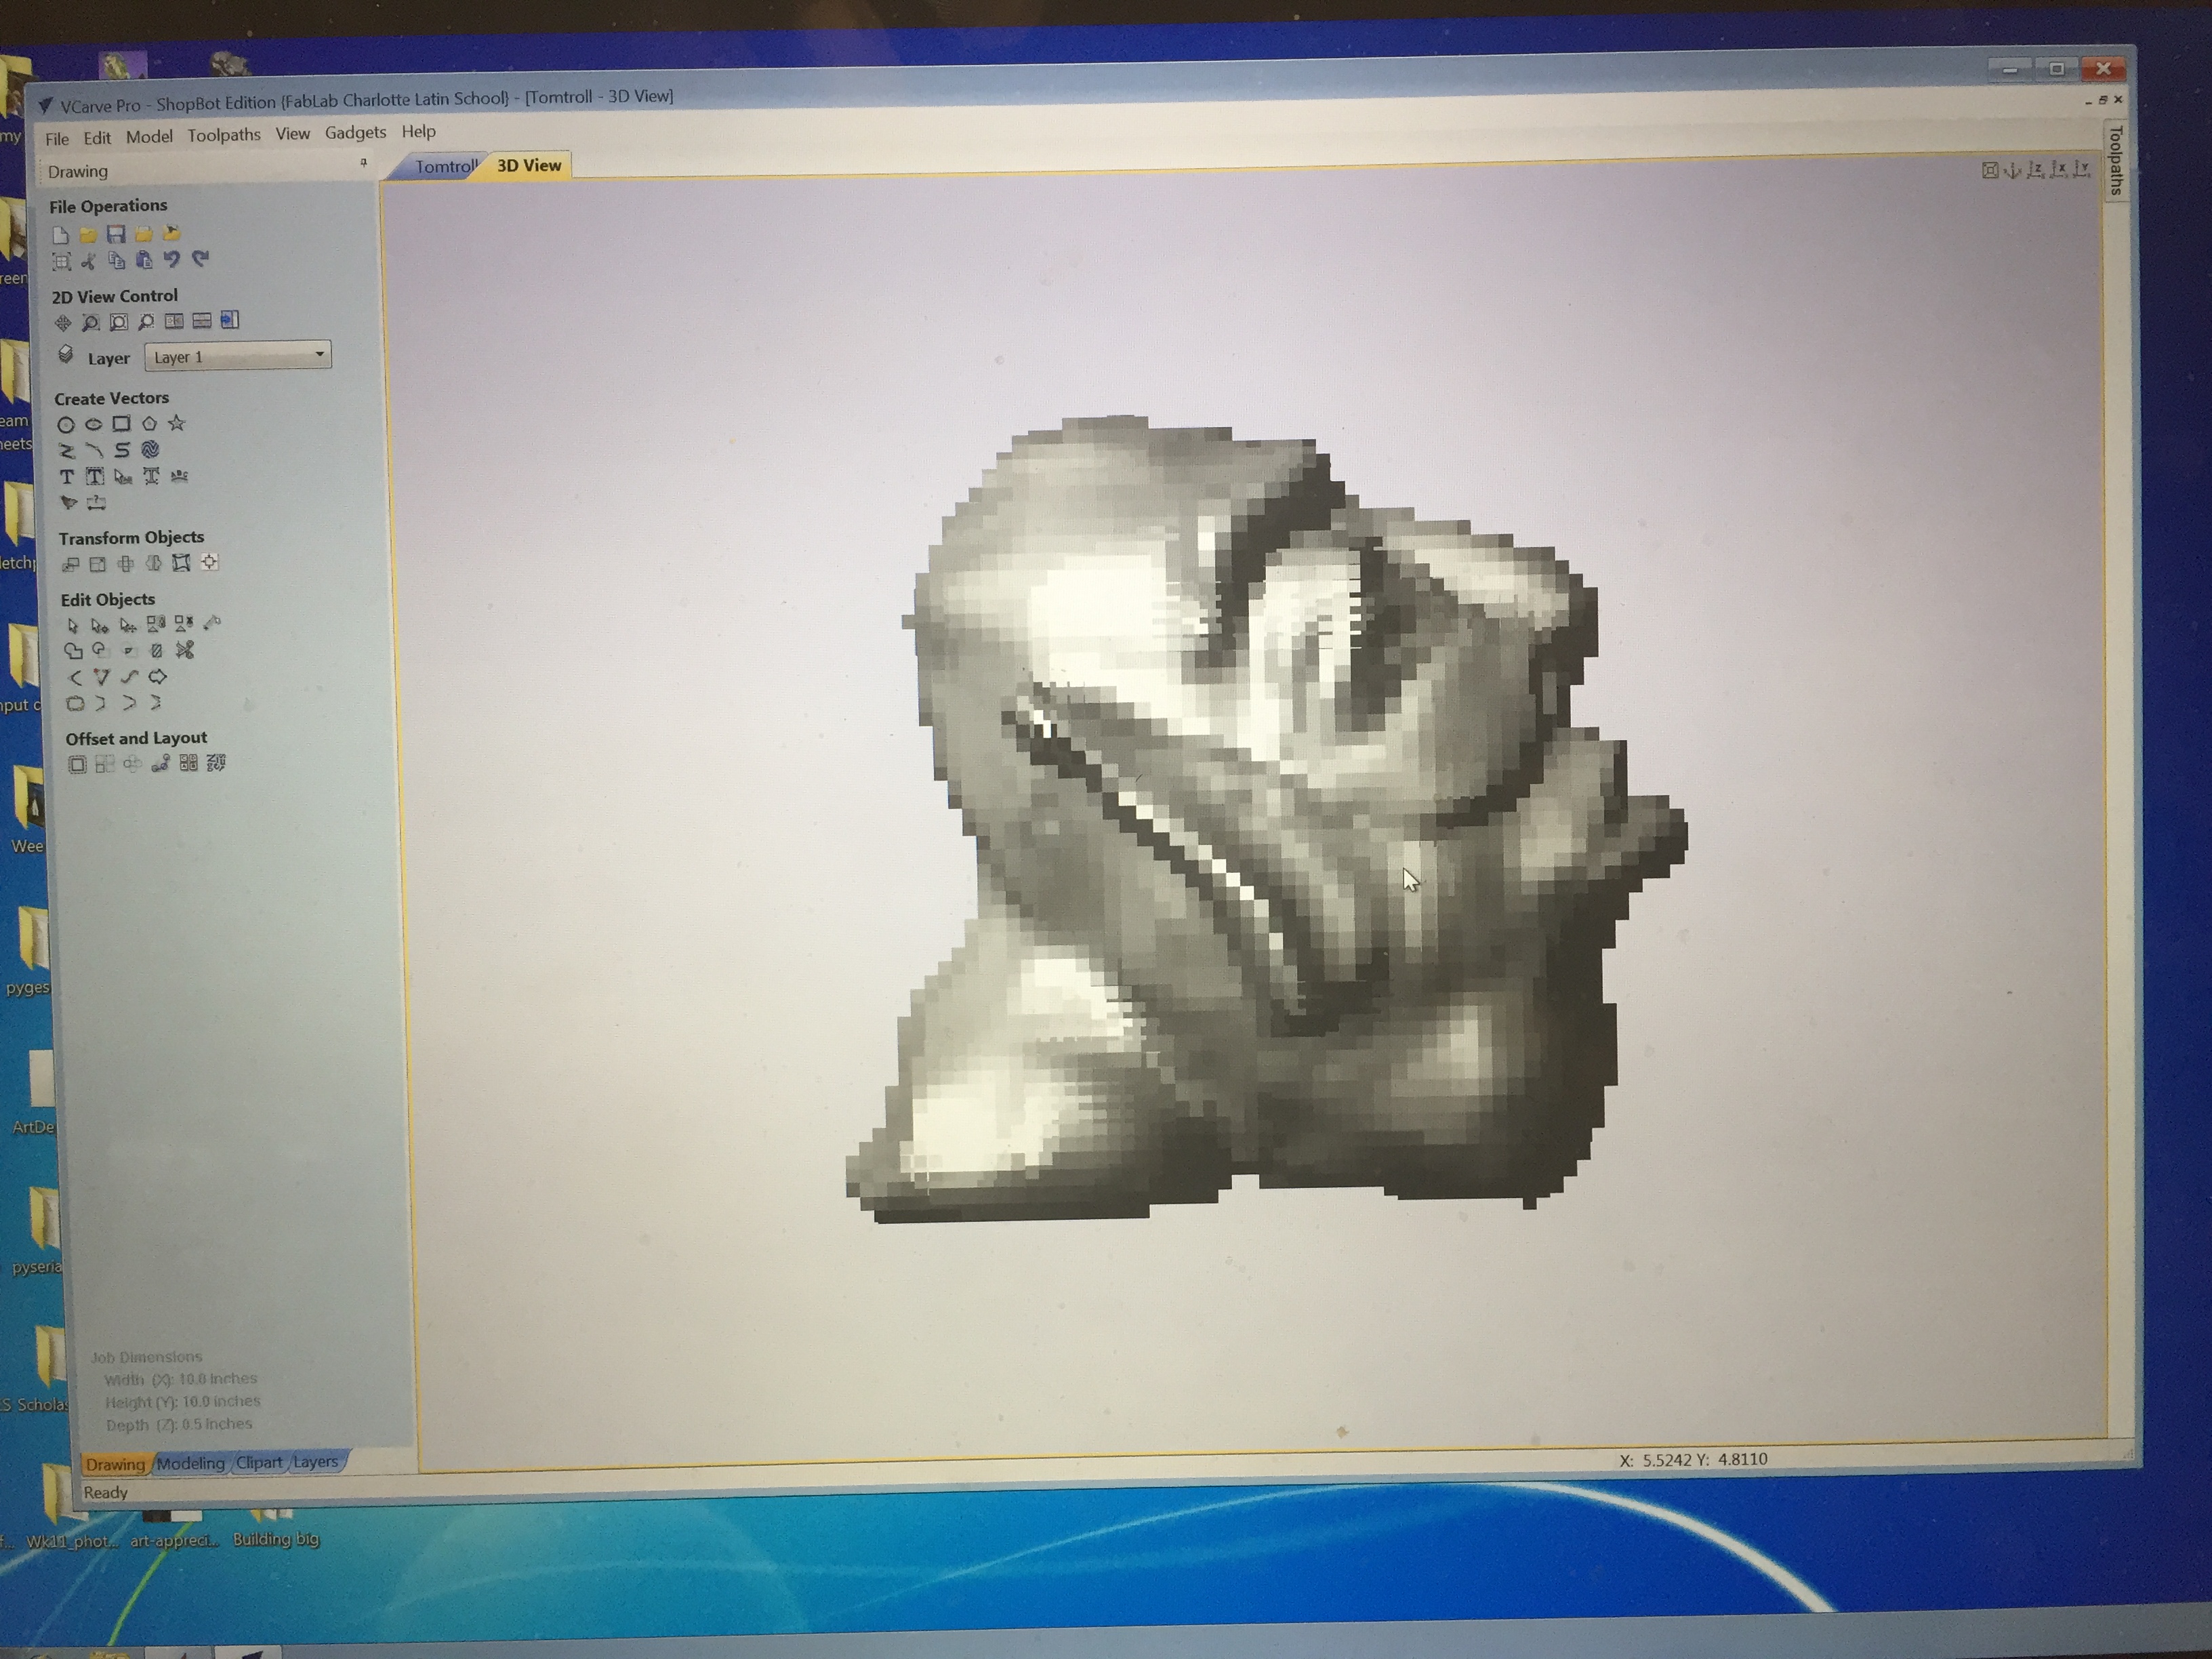 VCarve Pro - ShopBot Edition {FabLab Charlotte Latin School} - [Tomtroll - 3D View]
File Edit Model Toolpaths View Gadgets Help
Drawing
Tomtroll
3D View
Toolpaths
File Operations
2D View Control
Layer
Layer 1
Create Vectors
Transform Objects
Edit Objects
Offset and Layout
Job Dimensions
Width (X): 10.0 inches
Height (Y): 10.0 inches
Depth (Z): 0.5 inches
Drawing Modeling Clipart Layers
X: 5.5242 Y: 4.8110
Ready
my
reen
eam
heets
etch
nput c
Wee
pyges
ArtDe
pyseria
S_Schola
Wk11_phot... art-appreci... Building big